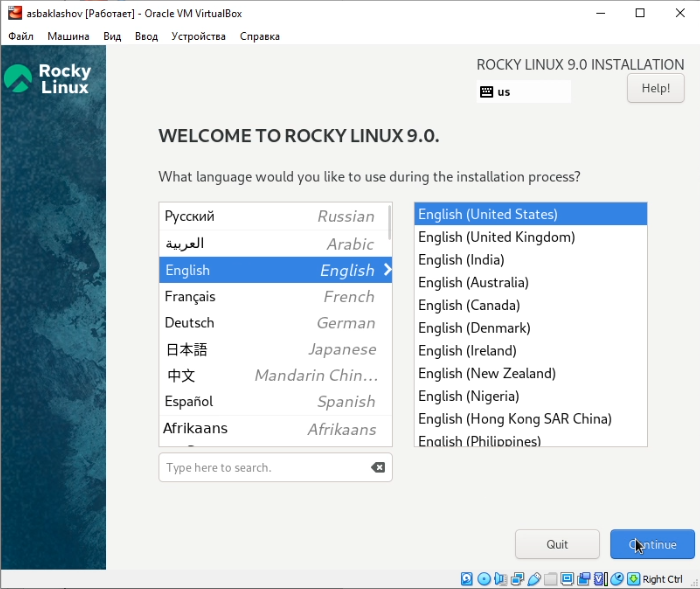 asbaklashov [Работает] - Oracle VM VirtualBox
Файл Машина Вид Ввод Устройства Справка
Rocky
Linux
ROCKY LINUX 9.0 INSTALLATION
us
Help!
WELCOME TO ROCKY LINUX 9.0.
What language would you like to use during the installation process?
Русский Russian
العربية Arabic
English English
Français French
Deutsch German
日本語 Japanese
中文 Mandarin Chin...
Español Spanish
Afrikaans Afrikaans
Type here to search.
English (United States)
English (United Kingdom)
English (India)
English (Australia)
English (Canada)
English (Denmark)
English (Ireland)
English (New Zealand)
English (Nigeria)
English (Hong Kong SAR China)
English (Philippines)
Quit
Continue
Right Ctrl